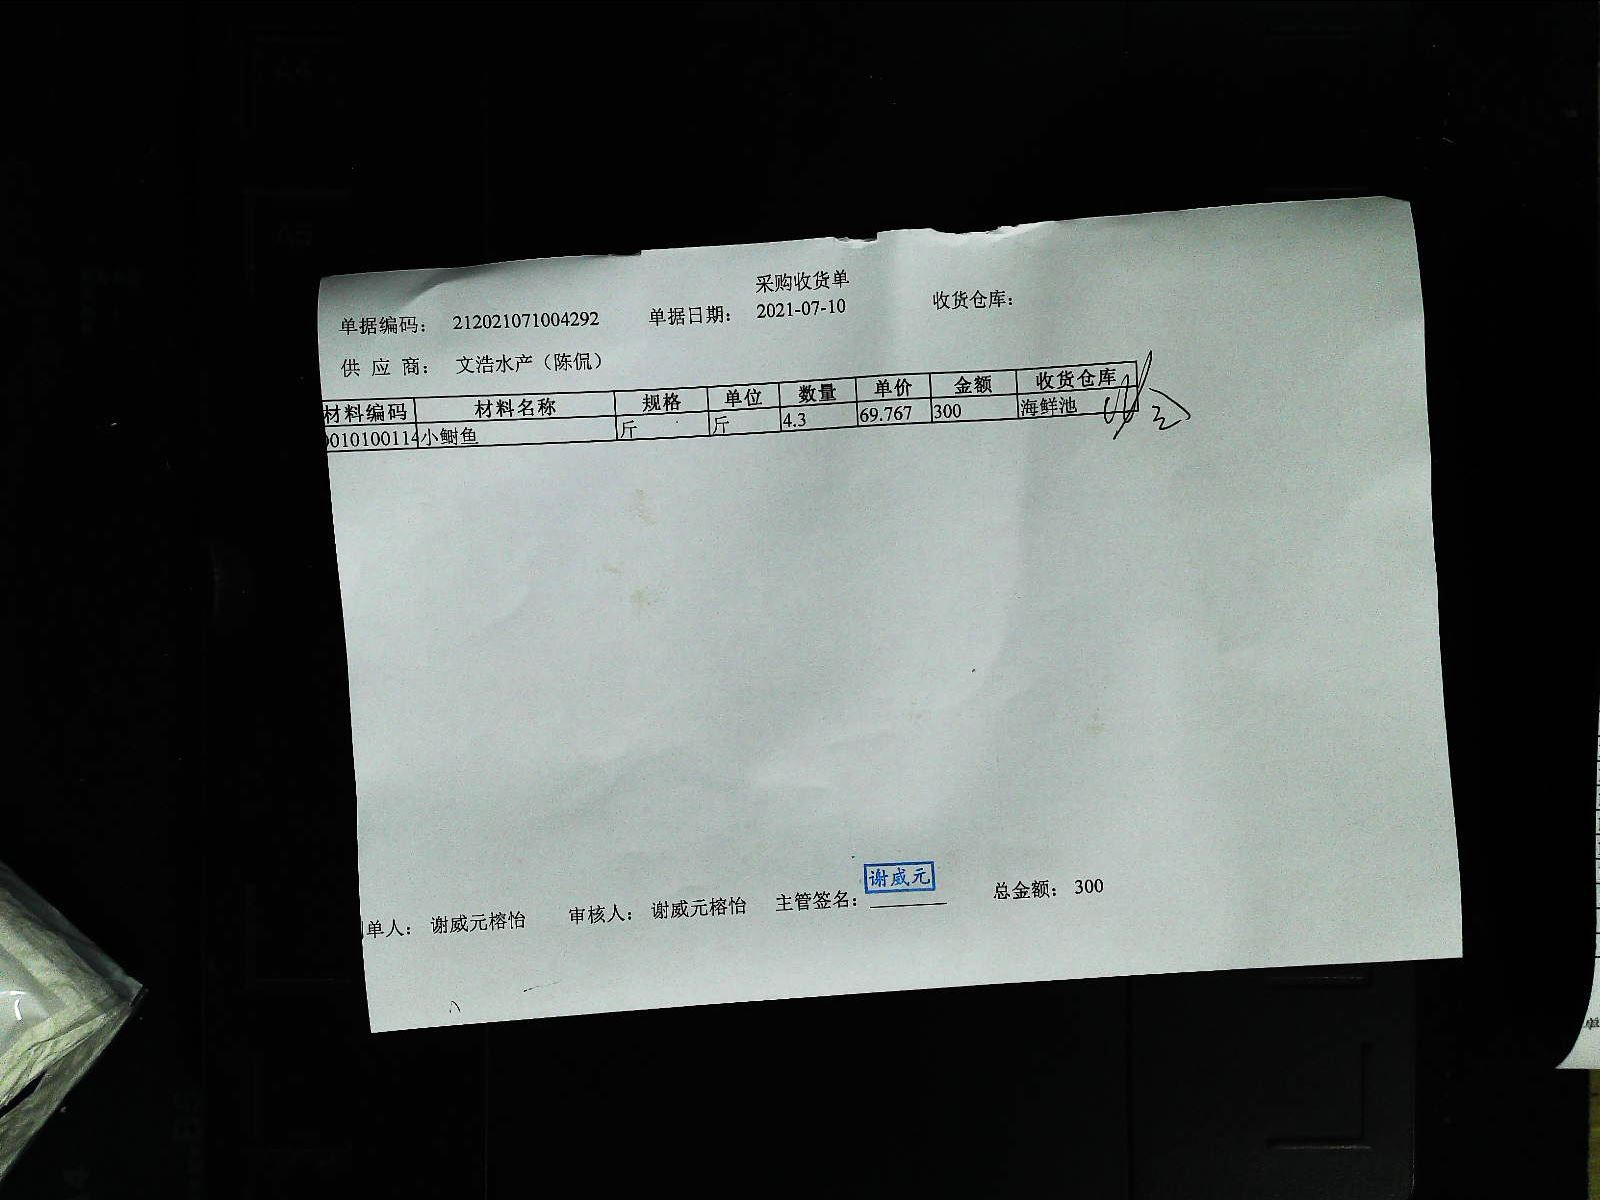 采购收货单
单据编码： 212021071004292 单据日期： 2021-07-10 收货仓库：
供 应 商： 文浩水产（陈侃）
材料编码 材料名称 规格 单位 数量 单价 金额 收货仓库
0010100114 小鲥鱼 斤 斤 4.3 69.767 300 海鲜池
谢威元
单人： 谢威元榕怡 审核人： 谢威元榕怡 主管签名： 总金额： 300